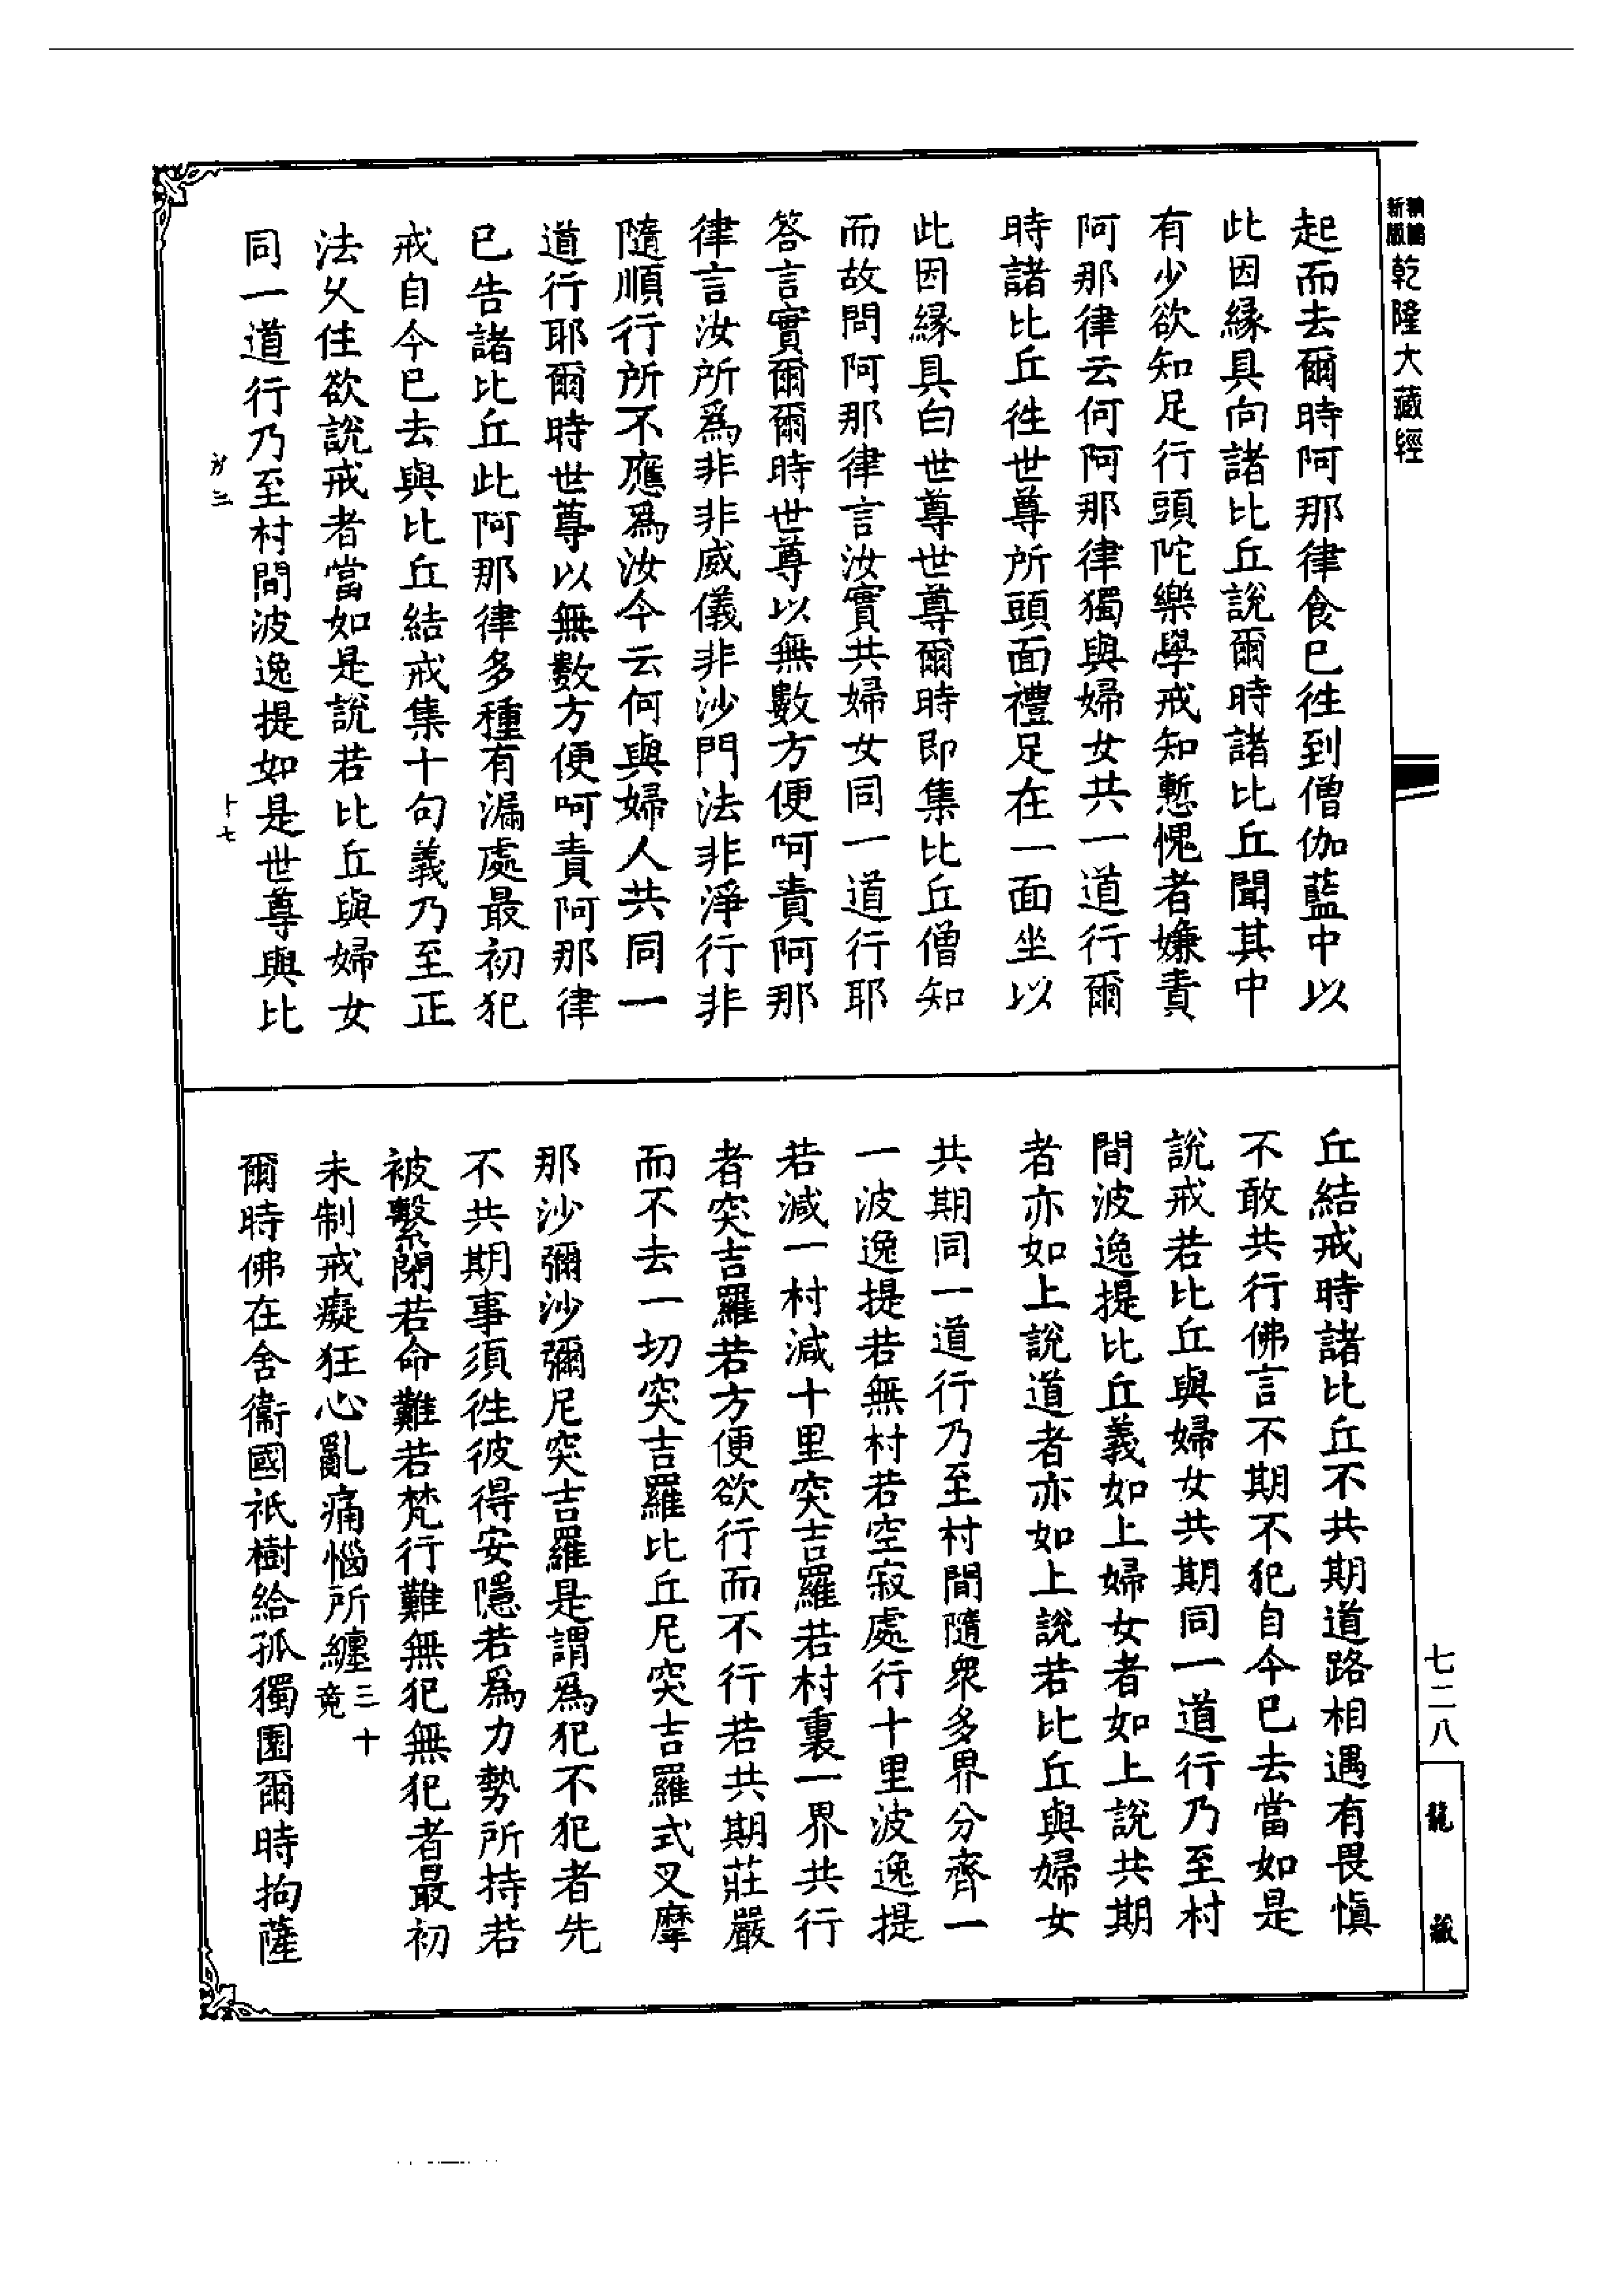 新版
乾隆大藏經
起而去爾時阿那律食已徃到僧伽藍中以
此因緣具向諸比丘說爾時諸比丘聞其中
有少欲知足行頭陀樂學戒知慙愧者嫌責
阿那律云何阿那律獨與婦女共一道行爾
時諸比丘徃世尊所頭面禮足在一面坐以
此因緣具白世尊世尊爾時即集比丘僧知
而故問阿那律言汝實共婦女同一道行耶
答言實爾爾時世尊以無數方便呵責阿那
律言汝所爲非非威儀非沙門法非淨行非
隨順行所不應爲汝今云何與婦人共同一
道行耶爾時世尊以無數方便呵責阿那律
已告諸比丘此阿那律多種有漏處最初犯
戒自今已去與比丘結戒集十句義乃至正
法久住欲說戒者當如是說若比丘與婦女
同一道行乃至村間波逸提如是世尊與比
十七
丘結戒時諸比丘不共期道路相遇有畏愼
不敢共行佛言不期不犯自今已去當如是
說戒若比丘與婦女共期同一道行乃至村
間波逸提比丘義如上婦女者如上說共期
者亦如上說道者亦如上說若比丘與婦女
共期同一道行乃至村間隨衆多界分齊一
一波逸提若無村若空寂處行十里波逸提
若減一村減十里突吉羅若村裏一界共行
者突吉羅若方便欲行而不行若共期莊嚴
而不去一切突吉羅比丘尼突吉羅式叉摩
那沙彌沙彌尼突吉羅是謂爲犯不犯者先
不共期事須徃彼得安隱若爲力勢所持若
被繫閉若命難若梵行難無犯無犯者最初
未制戒癡狂心亂痛惱所纏三十竟
爾時佛在舍衞國祇樹給孤獨園爾時拘薩
七二八
龍藏